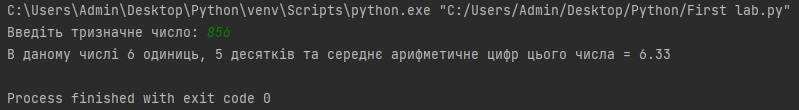 C:\Users\Admin\Desktop\Python\venv\Scripts\python.exe "C:/Users/Admin/Desktop/Python/First lab.py"
Введіть тризначне число: 856
В даному числі 6 одиниць, 5 десятків та середнє арифметичне цифр цього числа = 6.33
Process finished with exit code 0